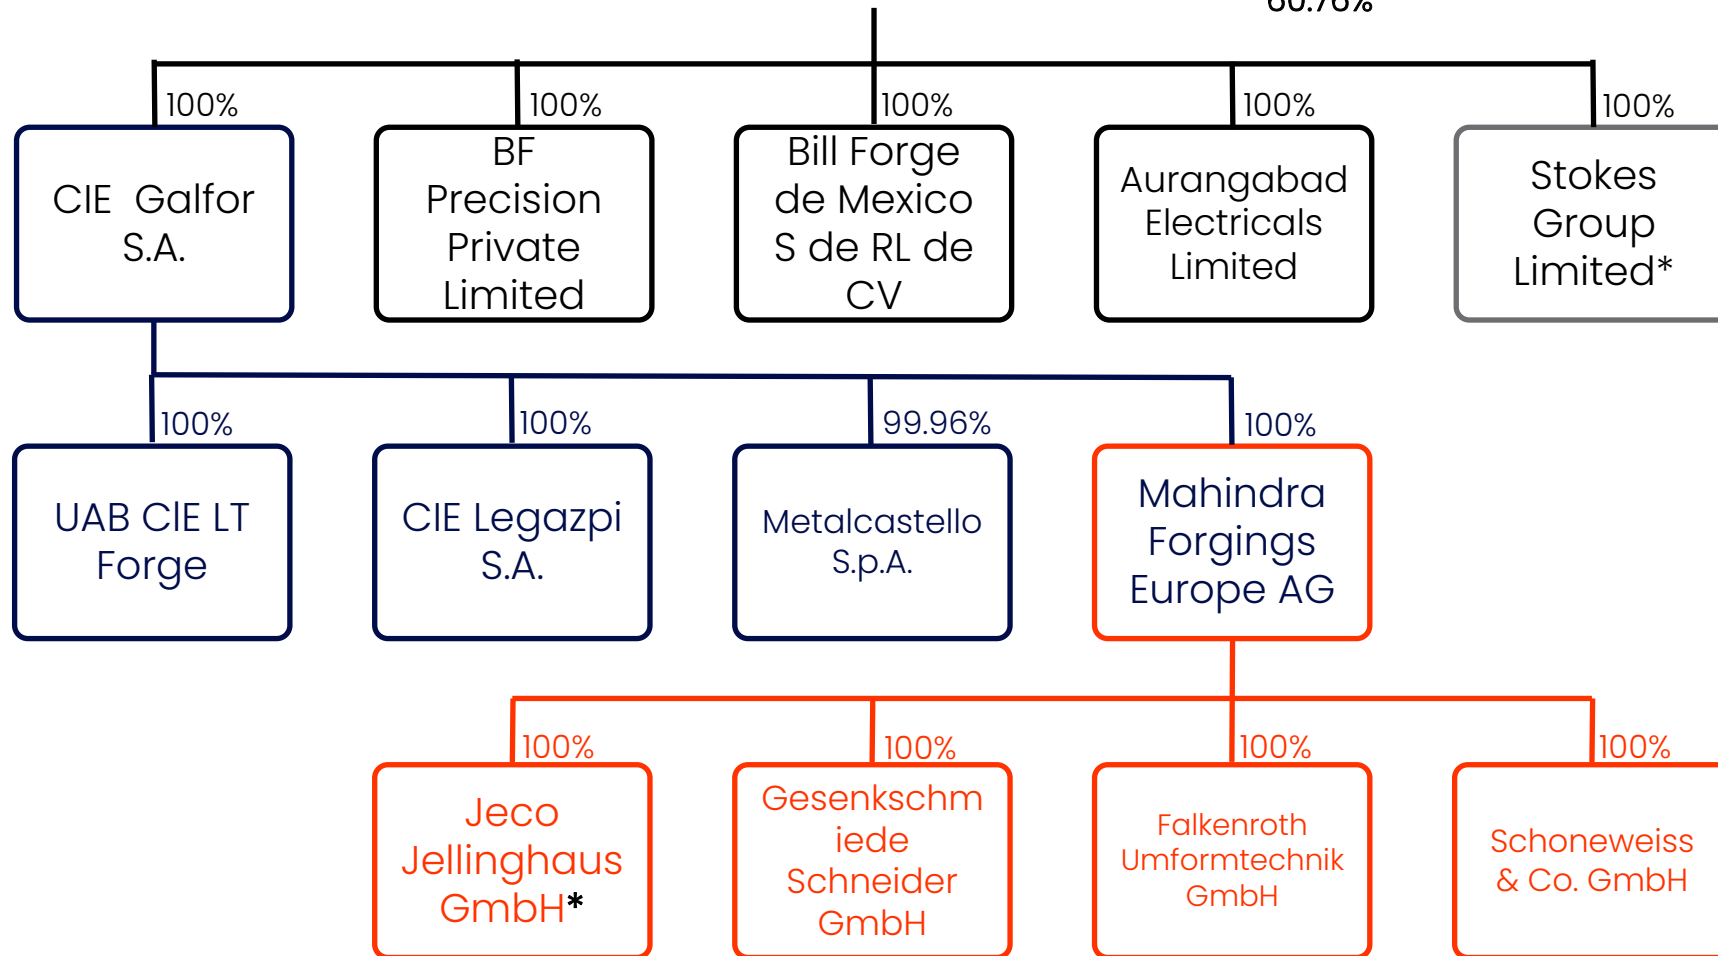 60.76%
100%
100%
100%
100%
100%
CIE Galfor
S.A.
BF
Precision
Private
Limited
Bill Forge
de Mexico
S de RL de
CV
Aurangabad
Electricals
Limited
Stokes
Group
Limited*
100%
100%
99.96%
100%
UAB CIE LT
Forge
CIE Legazpi
S.A.
Metalcastello
S.p.A.
Mahindra
Forgings
Europe AG
100%
100%
100%
100%
Jeco
Jellinghaus
GmbH*
Gesenkschm
iede
Schneider
GmbH
Falkenroth
Umformtechnik
GmbH
Schoneweiss
& Co. GmbH